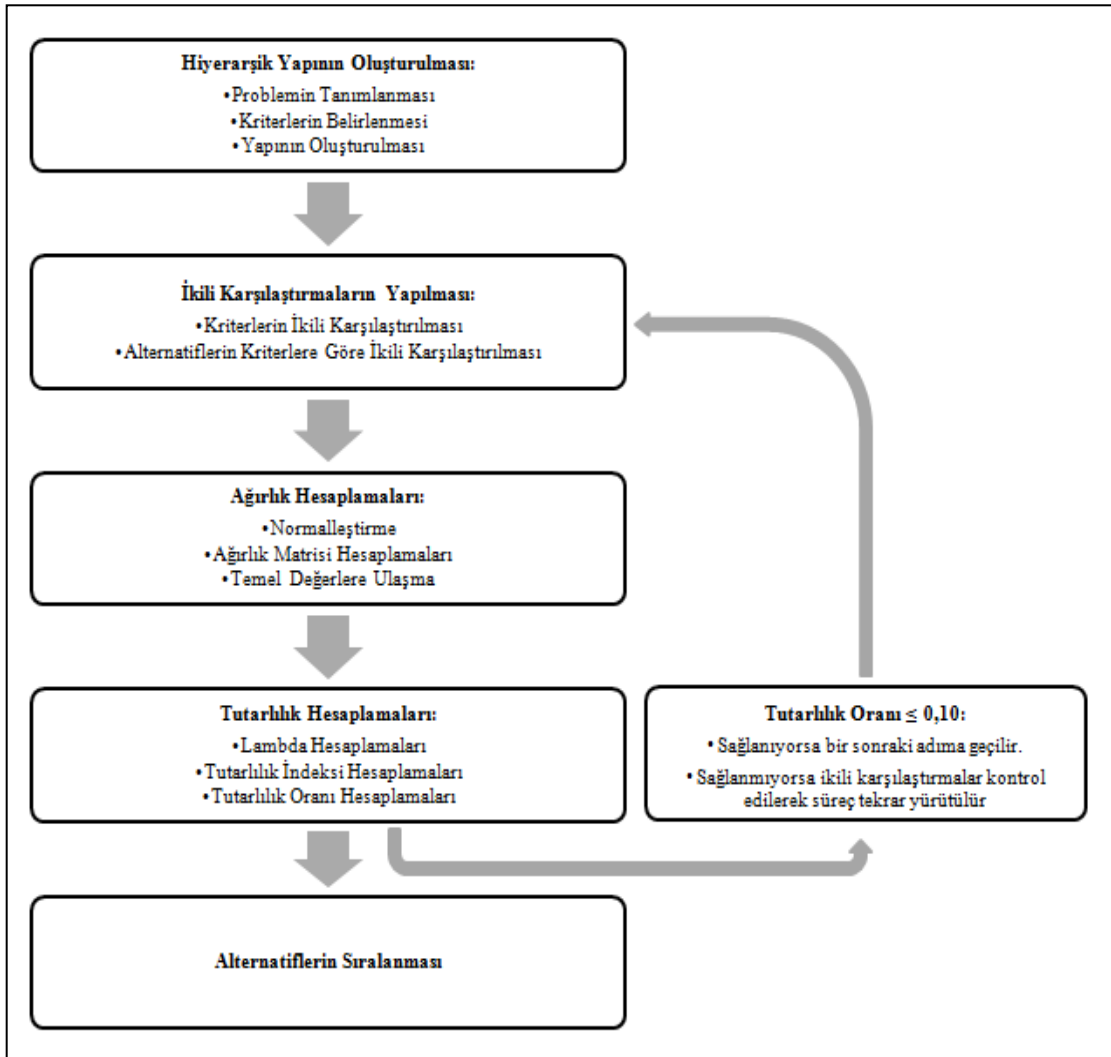 Hiyerarşik Yapının Oluşturulması:
•Problemin Tanımlanması
•Kriterlerin Belirlenmesi
•Yapının Oluşturulması
İkili Karşılaştırmaların Yapılması:
•Kriterlerin İkili Karşılaştırılması
•Alternatiflerin Kriterlere Göre İkili Karşılaştırılması
Ağırlık Hesaplamaları:
•Normalleştirme
•Ağırlık Matrisi Hesaplamaları
•Temel Değerlere Ulaşma
Tutarlılık Hesaplamaları:
•Lambda Hesaplamaları
•Tutarlılık İndeksi Hesaplamaları
•Tutarlılık Oranı Hesaplamaları
Tutarlılık Oranı ≤ 0,10:
• Sağlanıyorsa bir sonraki adıma geçilir.
• Sağlanmıyorsa ikili karşılaştırmalar kontrol
edilerek süreç tekrar yürütülür
Alternatiflerin Sıralanması